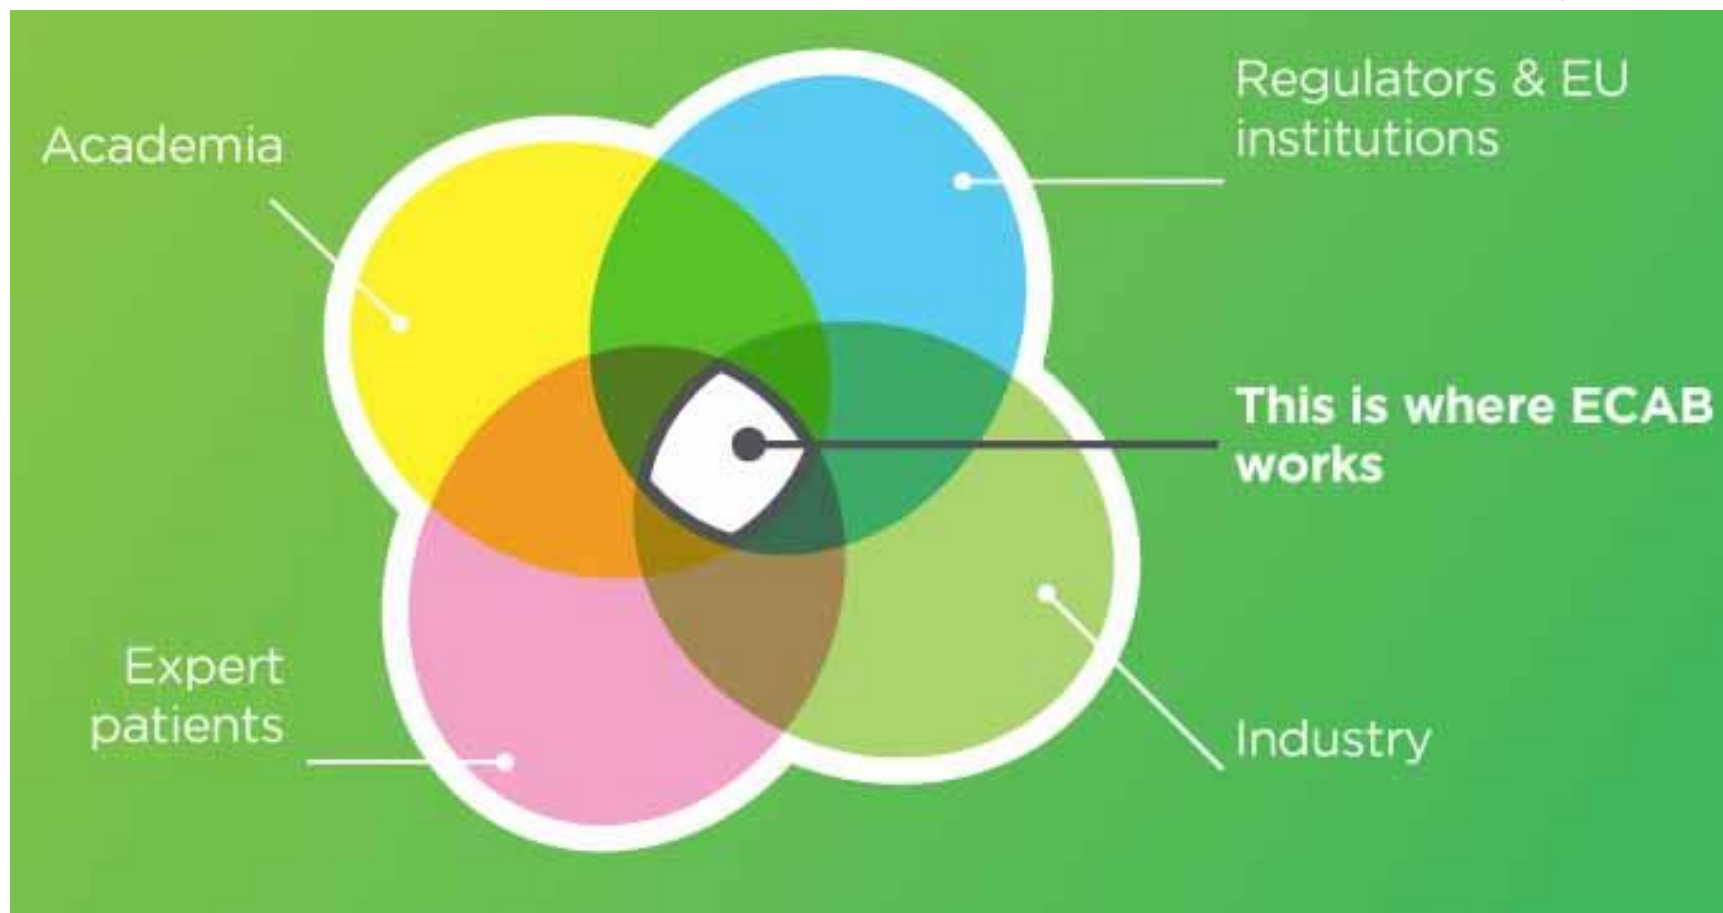 Academia
Regulators & EU
institutions
This is where ECAB
works
Expert
patients
Industry